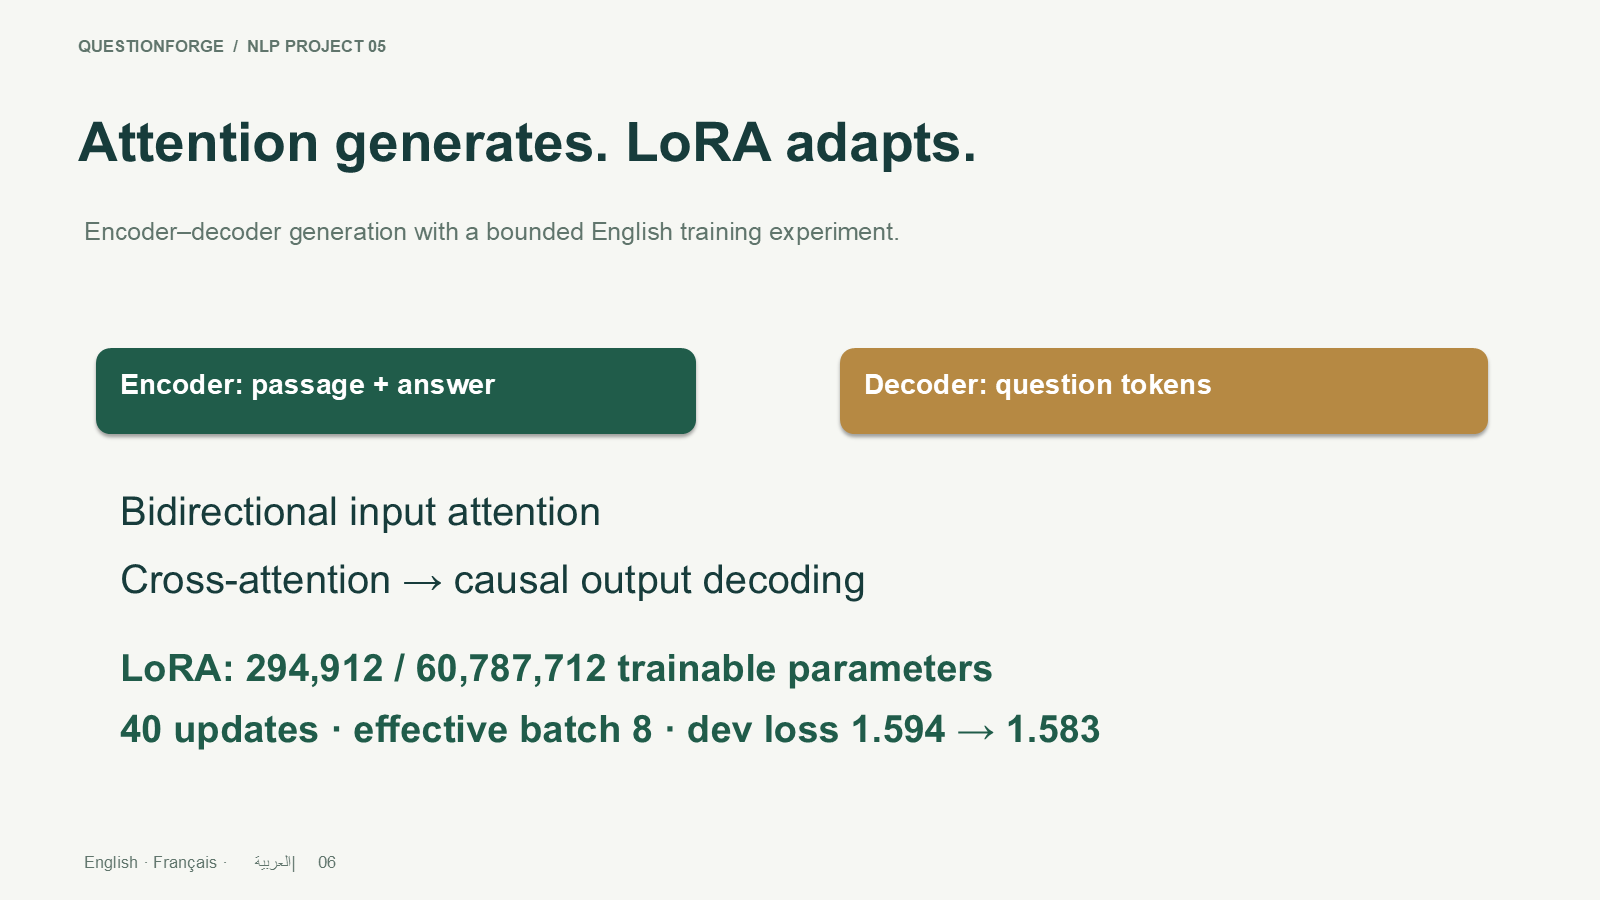 QUESTIONFORGE / NLP PROJECT 05
Attention generates. LoRA adapts.
Encoder–decoder generation with a bounded English training experiment.
Encoder: passage + answer
Decoder: question tokens
Bidirectional input attention
Cross-attention → causal output decoding
LoRA: 294,912 / 60,787,712 trainable parameters
40 updates · effective batch 8 · dev loss 1.594 → 1.583
English · Français · العربية | 06